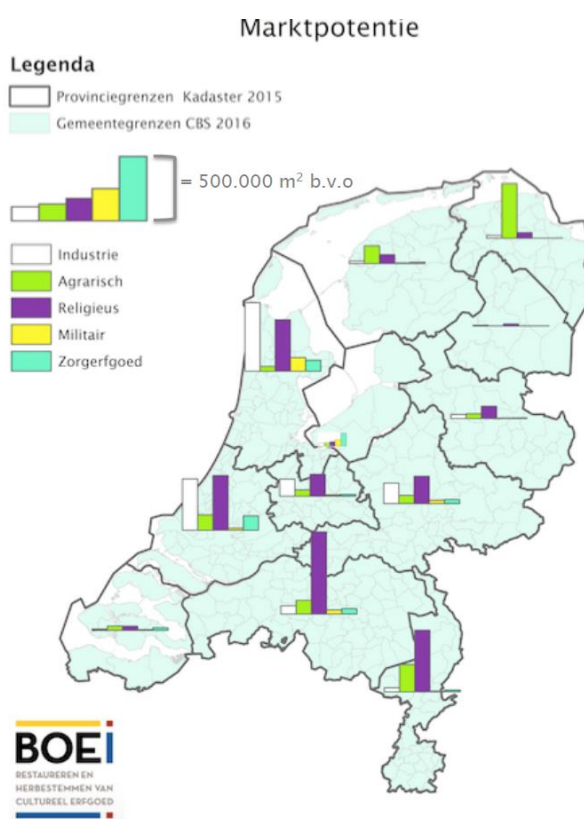 Marktpotentie
Legenda
Provinciegrenzen Kadaster 2015
Gemeentegrenzen CBS 2016
= 500.000 m² b.v.o
Industrie
Agrarisch
Religieus
Militair
Zorgerfgoed
BOEi
RESTAUREREN EN
HERBESTEMMEN VAN
CULTUREEL ERFGOED